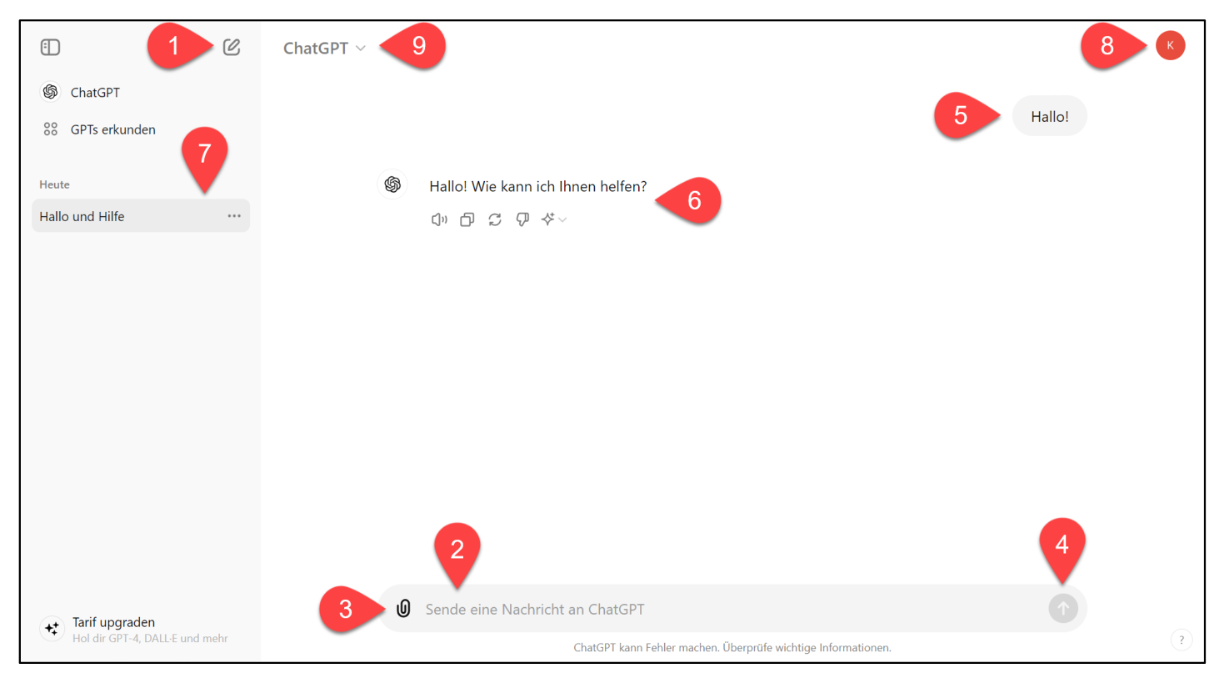 1
ChatGPT
9
8
K
ChatGPT
GPTs erkunden
5
Hallo!
7
Heute
Hallo! Wie kann ich Ihnen helfen?
6
Hallo und Hilfe
2
4
3
Sende eine Nachricht an ChatGPT
Tarif upgraden
Hol dir GPT-4, DALL·E und mehr
ChatGPT kann Fehler machen. Überprüfe wichtige Informationen.
?